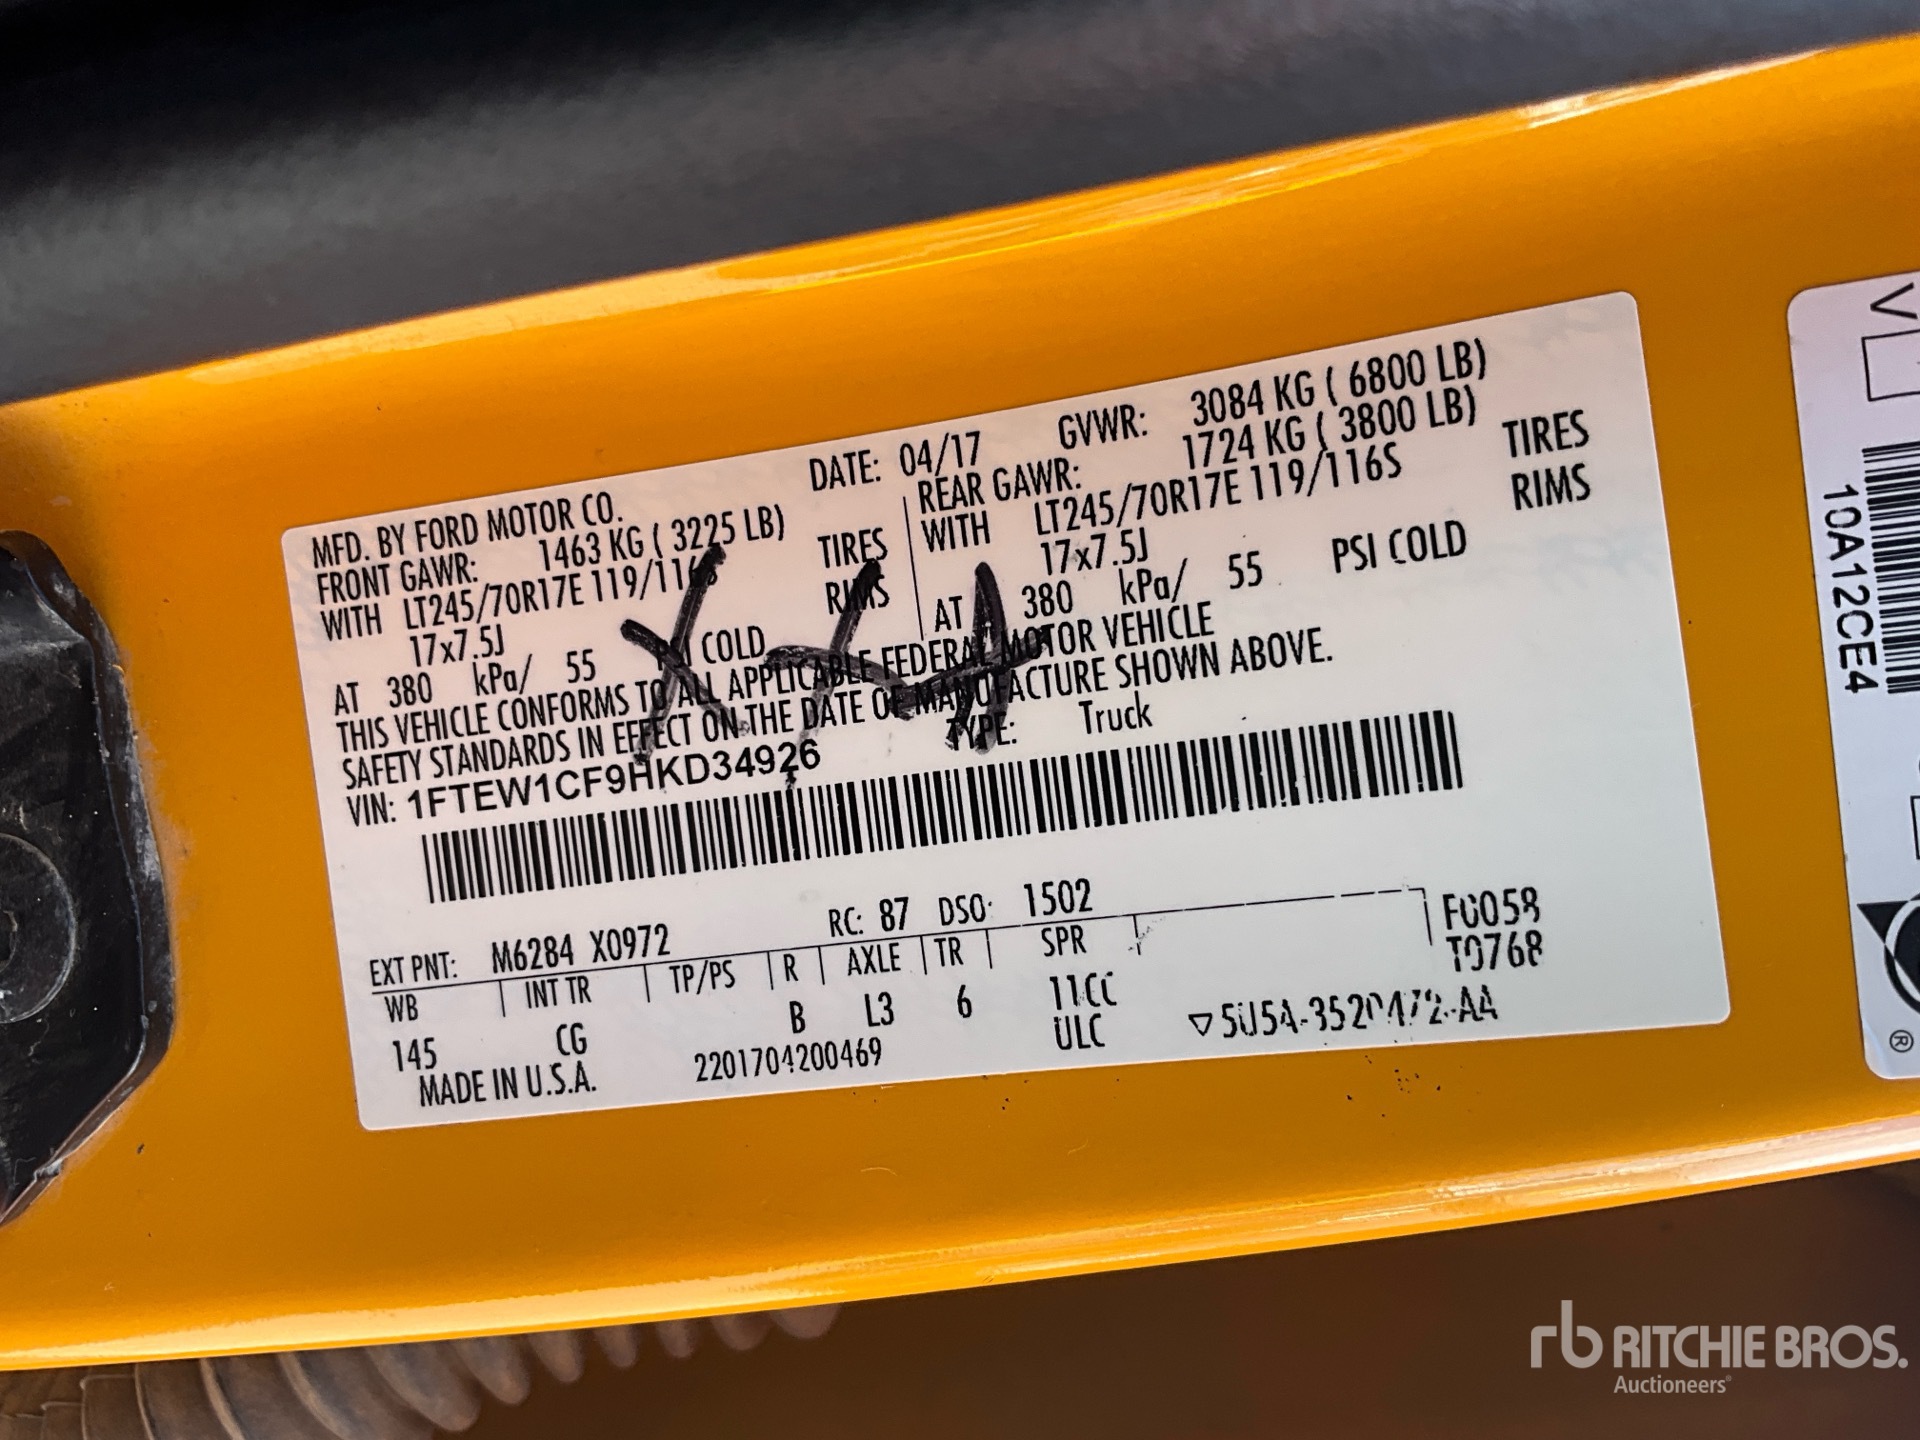 MFD. BY FORD MOTOR CO. DATE: 04/17 GVWR: 3084 KG ( 6800 LB)
FRONT GAWR: 1463 KG ( 3225 LB) REAR GAWR: 1724 KG ( 3800 LB)
WITH LT245/70R17E 119/116S TIRES WITH LT245/70R17E 119/116S TIRES
17x7.5J RIMS 17x7.5J RIMS
AT 380 kPa/ 55 PSI COLD AT 380 kPa/ 55 PSI COLD
THIS VEHICLE CONFORMS TO ALL APPLICABLE FEDERAL MOTOR VEHICLE
SAFETY STANDARDS IN EFFECT ON THE DATE OF MANUFACTURE SHOWN ABOVE.
VIN: 1FTEW1CF9HKD34926 TYPE: Truck
EXT PNT: M6284 X0972 RC: 87 DSO: 1502 F0058
WB INT TR TP/PS R AXLE TR SPR T0768
145 CG B L3 6 11CC
ULC ▽5U5A-3520472-AA
MADE IN U.S.A. 2201704200469
V
10A12CE4
®
rb RITCHIE BROS.
Auctioneers®